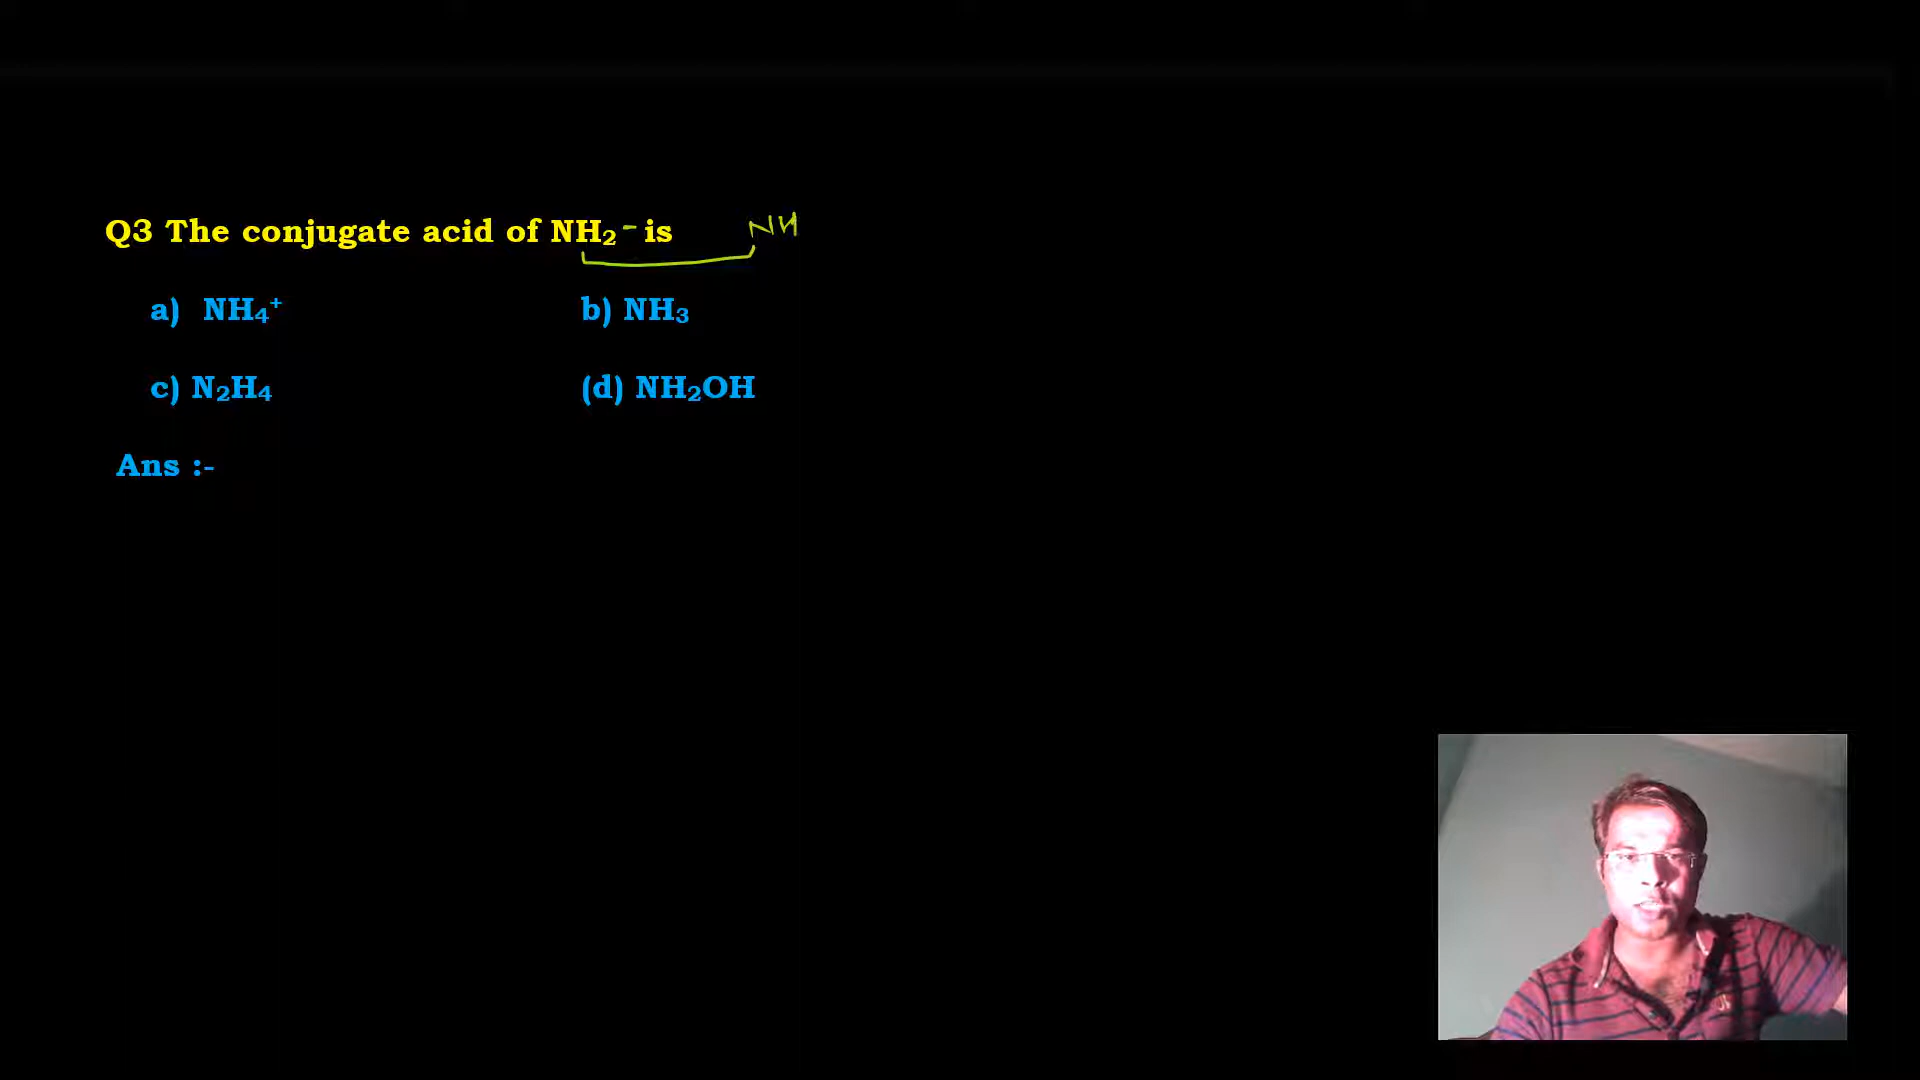 Q3 The conjugate acid of NH₂⁻ is NH
a) NH₄⁺ b) NH₃
c) N₂H₄ (d) NH₂OH
Ans :-